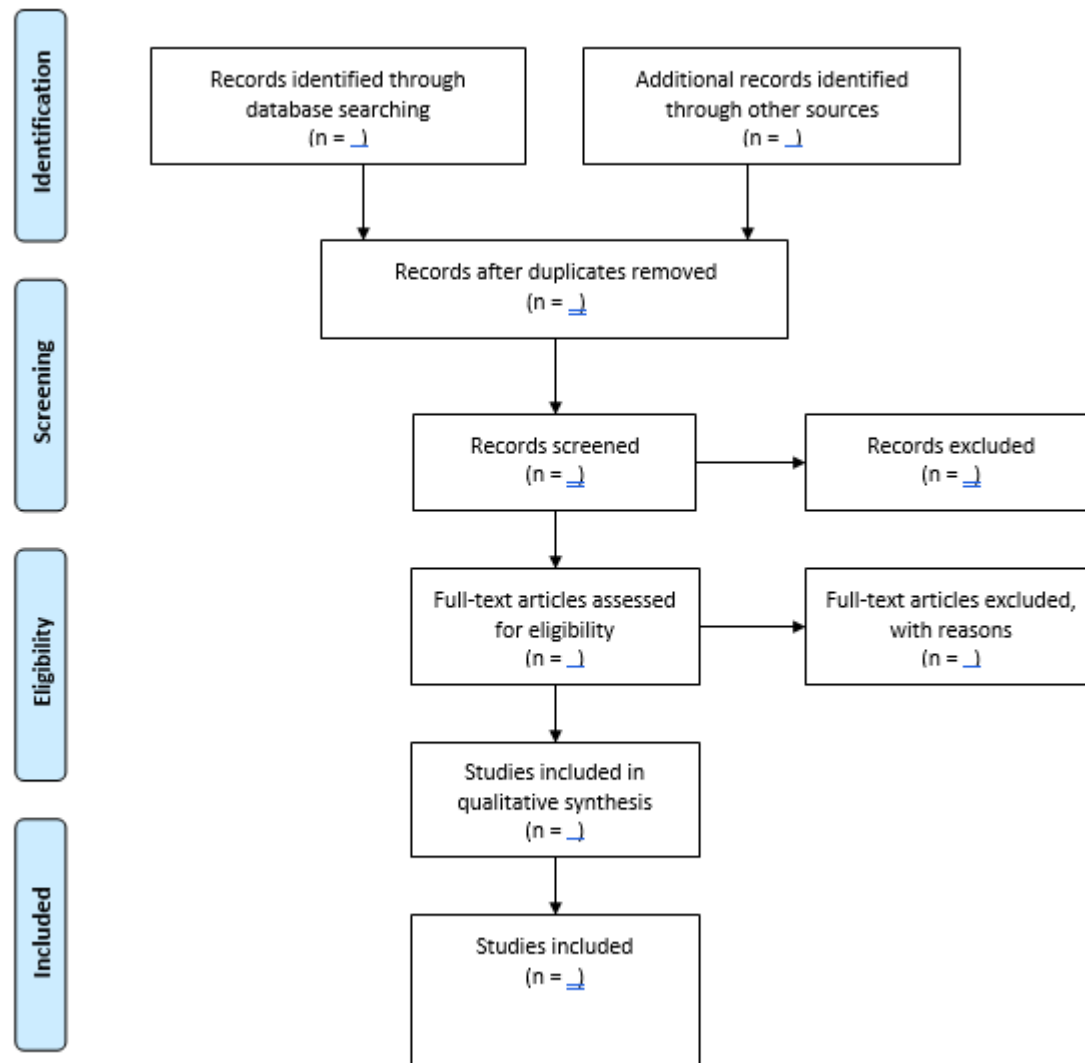 Identification
Records identified through
database searching
(n = _)
Additional records identified
through other sources
(n = _)
Records after duplicates removed
(n = _)
Screening
Records screened
(n = _)
Records excluded
(n = _)
Eligibility
Full-text articles assessed
for eligibility
(n = _)
Full-text articles excluded,
with reasons
(n = _)
Studies included in
qualitative synthesis
(n = _)
Included
Studies included
(n = _)